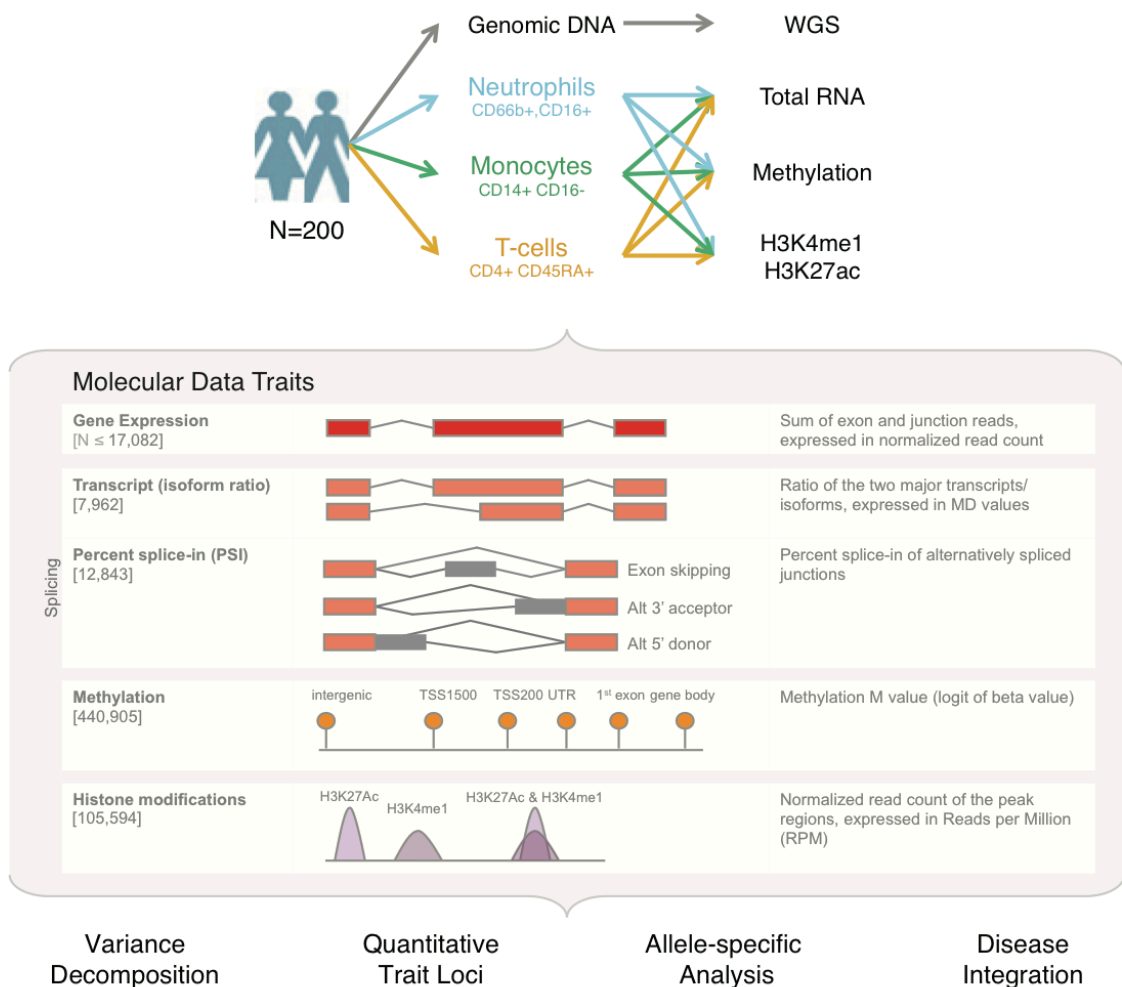 Genomic DNA
WGS
Neutrophils
CD66b+,CD16+
Total RNA
Monocytes
CD14+ CD16-
Methylation
N=200
T-cells
CD4+ CD45RA+
H3K4me1
H3K27ac
Molecular Data Traits
Gene Expression
[N ≤ 17,082]
Sum of exon and junction reads,
expressed in normalized read count
Splicing
Transcript (isoform ratio)
[7,962]
Ratio of the two major transcripts/
isoforms, expressed in MD values
Percent splice-in (PSI)
[12,843]
Exon skipping
Alt 3’ acceptor
Alt 5’ donor
Percent splice-in of alternatively spliced
junctions
Methylation
[440,905]
intergenic
TSS1500
TSS200 UTR
1st exon gene body
Methylation M value (logit of beta value)
Histone modifications
[105,594]
H3K27Ac
H3K4me1
H3K27Ac & H3K4me1
Normalized read count of the peak
regions, expressed in Reads per Million
(RPM)
Variance
Decomposition
Quantitative
Trait Loci
Allele-specific
Analysis
Disease
Integration